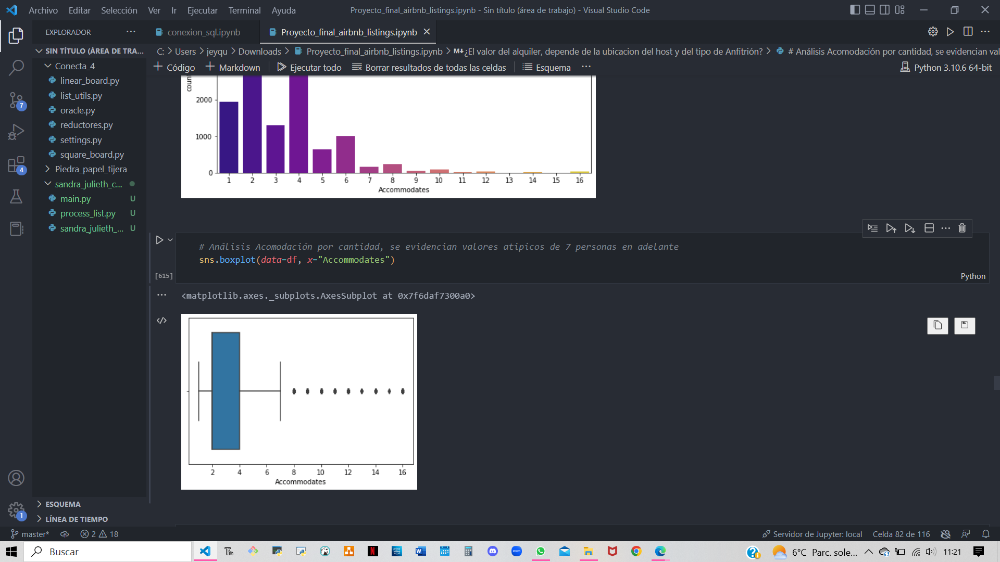 Archivo Editar Selección Ver Ir Ejecutar Terminal Ayuda
Proyecto_final_airbnb_listings.ipynb - Sin título (área de trabajo) - Visual Studio Code
EXPLORADOR
conexion_sql.ipynb
Proyecto_final_airbnb_listings.ipynb
SIN TÍTULO (ÁREA DE TRA...
C: > Users > jeyqu > Downloads > Proyecto_final_airbnb_listings.ipynb > M↓¿El valor del alquiler, depende de la ubicacion del host y del tipo de Anfitrión? > # Análisis Acomodación por cantidad, se evidencian val
Código Markdown Ejecutar todo Borrar resultados de todas las celdas Esquema ...
Python 3.10.6 64-bit
Conecta_4
linear_board.py
list_utils.py
oracle.py
reductores.py
settings.py
square_board.py
Piedra_papel_tijera
sandra_julieth_c...
main.py U
process_list.py U
sandra_julieth_... U
7
4
1
coun
2000
1000
0
1 2 3 4 5 6 7 8 9 10 11 12 13 14 15 16
Accommodates
# Análisis Acomodación por cantidad, se evidencian valores atipicos de 7 personas en adelante
sns.boxplot(data=df, x="Accommodates")
[615]
Python
<matplotlib.axes._subplots.AxesSubplot at 0x7f6daf7300a0>
2 4 6 8 10 12 14 16
Accommodates
ESQUEMA
LÍNEA DE TIEMPO
master* 2 18
Servidor de Jupyter: local Celda 82 de 116
Buscar
6°C Parc. sole... 11:21